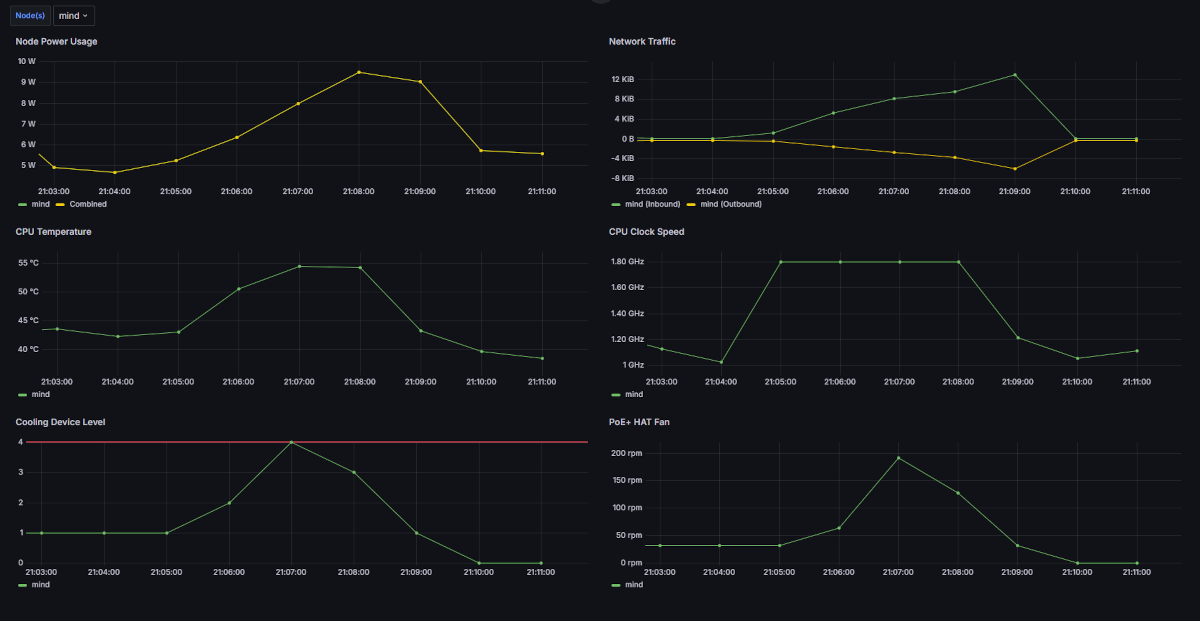 Node(s) mind
Node Power Usage
10 W
9 W
8 W
7 W
6 W
5 W
21:03:00 21:04:00 21:05:00 21:06:00 21:07:00 21:08:00 21:09:00 21:10:00 21:11:00
mind Combined
Network Traffic
12 KiB
8 KiB
4 KiB
0 B
-4 KiB
-8 KiB
21:03:00 21:04:00 21:05:00 21:06:00 21:07:00 21:08:00 21:09:00 21:10:00 21:11:00
mind (Inbound) mind (Outbound)
CPU Temperature
55 °C
50 °C
45 °C
40 °C
21:03:00 21:04:00 21:05:00 21:06:00 21:07:00 21:08:00 21:09:00 21:10:00 21:11:00
mind
CPU Clock Speed
1.80 GHz
1.60 GHz
1.40 GHz
1.20 GHz
1 GHz
21:03:00 21:04:00 21:05:00 21:06:00 21:07:00 21:08:00 21:09:00 21:10:00 21:11:00
mind
Cooling Device Level
4
3
2
1
0
21:03:00 21:04:00 21:05:00 21:06:00 21:07:00 21:08:00 21:09:00 21:10:00 21:11:00
mind
PoE+ HAT Fan
200 rpm
150 rpm
100 rpm
50 rpm
0 rpm
21:03:00 21:04:00 21:05:00 21:06:00 21:07:00 21:08:00 21:09:00 21:10:00 21:11:00
mind